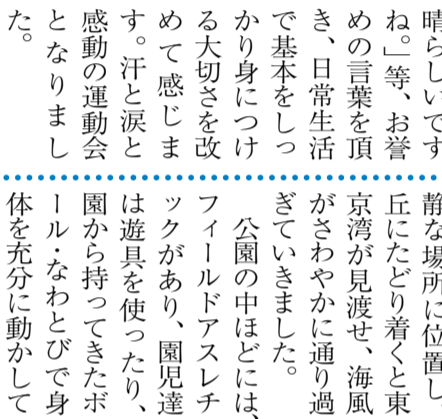 晴らしいです
ね。」等、お誉
めの言葉を頂
き、日常生活
で基本をしっ
かり身につけ
る大切さを改
めて感じま
す。汗と涙と
感動の運動会
となりまし
た。
静な場所に位置し、
丘にたどり着くと東
京湾が見渡せ、海風
がさわやかに通り過
ぎていきました。
公園の中ほどには、
フィールドアスレチ
ックがあり、園児達
は遊具を使ったり、
園から持ってきたボ
ール・なわとびで身
体を充分に動かして